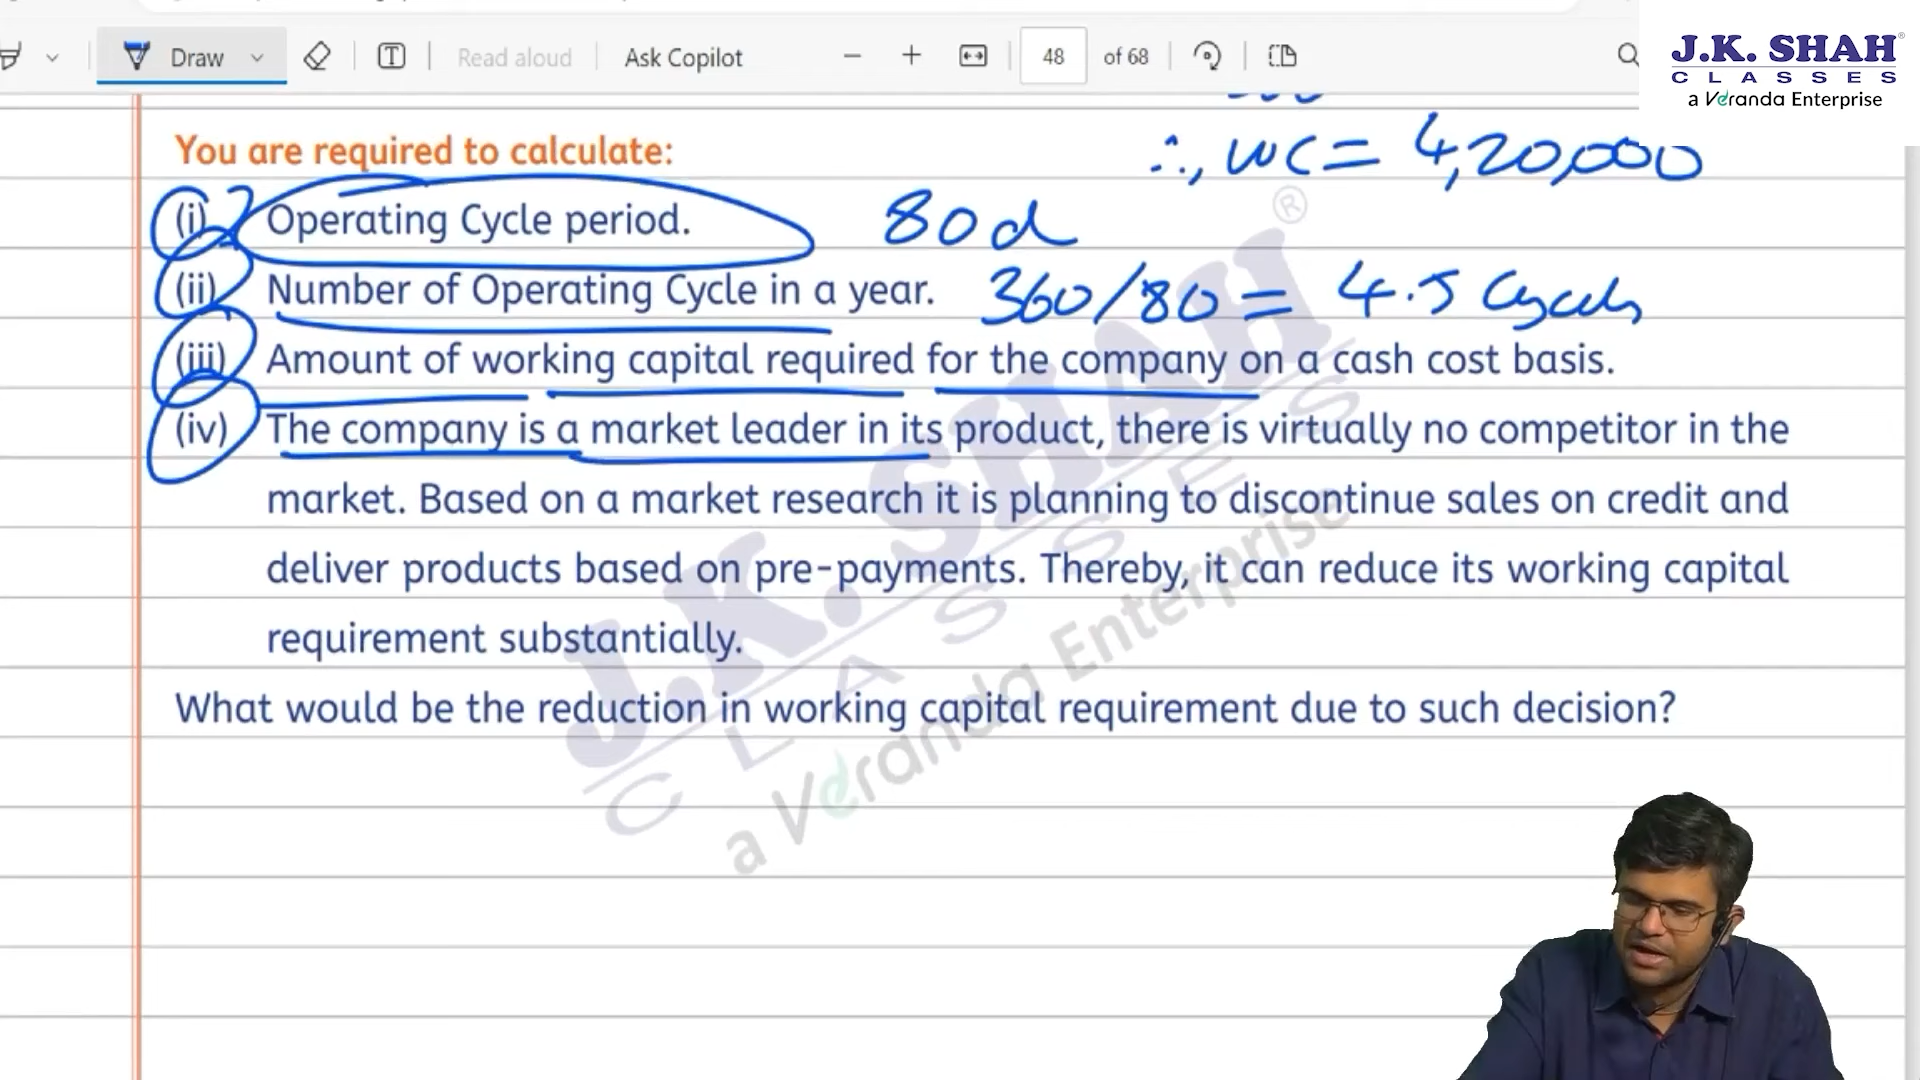 Draw
Read aloud
Ask Copilot
48
of 68
J.K. SHAH®
CLASSES
a Veranda Enterprise
You are required to calculate:
∴, WC = 4,20,000
(i) Operating Cycle period. 80 d
(ii) Number of Operating Cycle in a year. 360/80 = 4.5 Cycles
(iii) Amount of working capital required for the company on a cash cost basis.
(iv) The company is a market leader in its product, there is virtually no competitor in the
market. Based on a market research it is planning to discontinue sales on credit and
deliver products based on pre-payments. Thereby, it can reduce its working capital
requirement substantially.
What would be the reduction in working capital requirement due to such decision?
J.K. SHAH®
CLASSES
a Veranda Enterprise